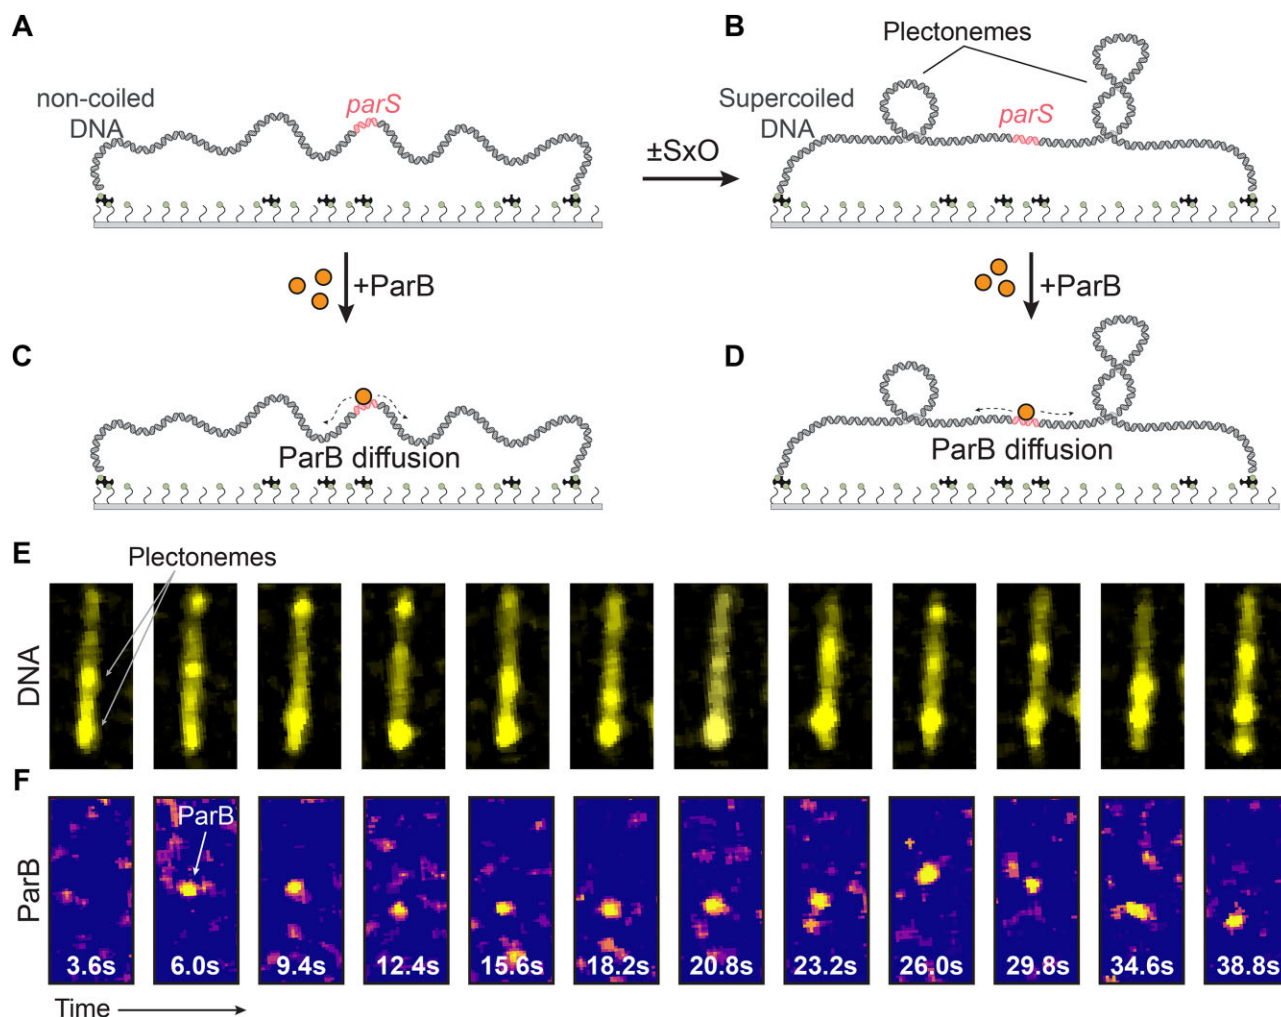 A
B
Plectonemes
non-coiled
DNA
parS
Supercoiled
DNA
parS
±SxO
+ParB
+ParB
C
D
ParB diffusion
ParB diffusion
E
Plectonemes
DNA
F
ParB
ParB
3.6s 6.0s 9.4s 12.4s 15.6s 18.2s 20.8s 23.2s 26.0s 29.8s 34.6s 38.8s
Time